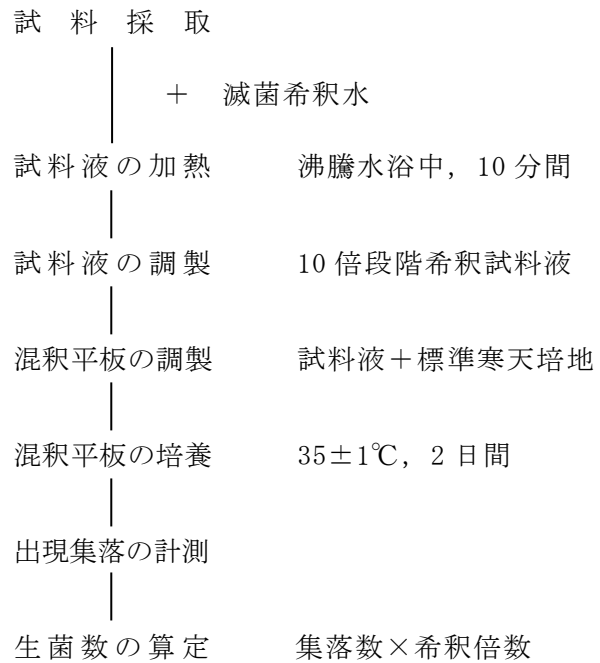 試料採取
＋ 滅菌希釈水
試料液の加熱 沸騰水浴中，10分間
試料液の調製 10倍段階希釈試料液
混釈平板の調製 試料液＋標準寒天培地
混釈平板の培養 35±1℃，2日間
出現集落の計測
生菌数の算定 集落数×希釈倍数